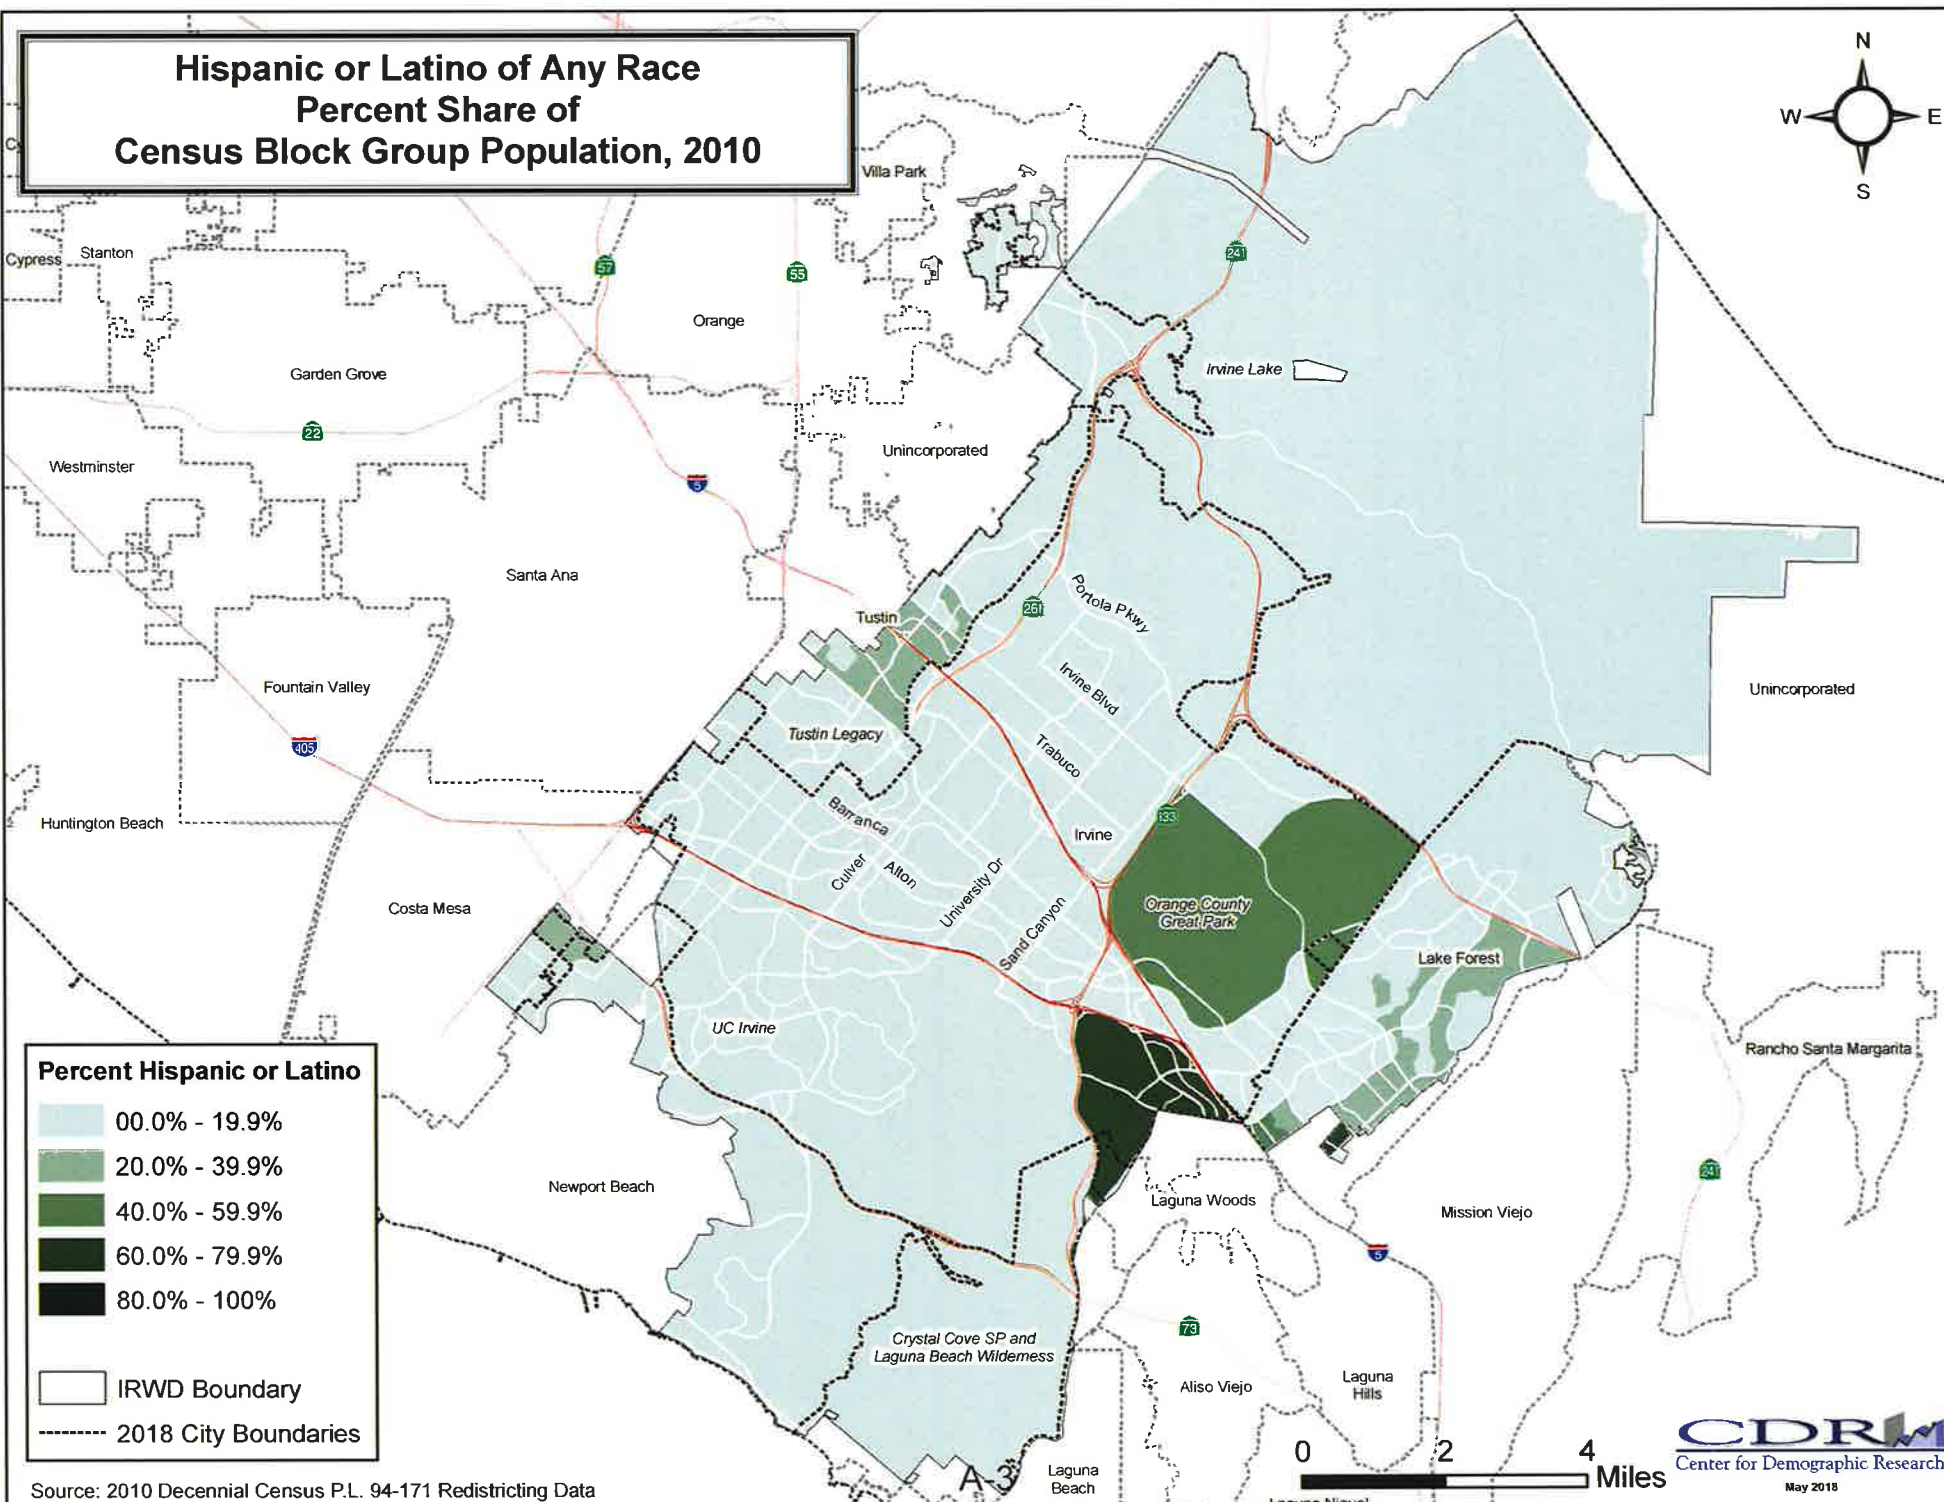 Hispanic or Latino of Any Race
Percent Share of
Census Block Group Population, 2010
N
W
E
S
Villa Park
Cypress
Stanton
57
55
241
Orange
Garden Grove
Irvine Lake
22
Westminster
Unincorporated
5
Santa Ana
Portola Pkwy
261
Tustin
Fountain Valley
Irvine Blvd
Unincorporated
405
Tustin Legacy
Trabuco
Huntington Beach
Barranca
Irvine
133
Culver
Alton
University Dr
Costa Mesa
Orange County
Great Park
Sand Canyon
Lake Forest
UC Irvine
Rancho Santa Margarita
Percent Hispanic or Latino
00.0% - 19.9%
20.0% - 39.9%
40.0% - 59.9%
60.0% - 79.9%
80.0% - 100%
IRWD Boundary
2018 City Boundaries
Newport Beach
Laguna Woods
241
Mission Viejo
5
73
Crystal Cove SP and
Laguna Beach Wilderness
Aliso Viejo
Laguna
Hills
0 2 4
Miles
CDR
Center for Demographic Research
May 2018
A-3
Laguna
Beach
Source: 2010 Decennial Census P.L. 94-171 Redistricting Data